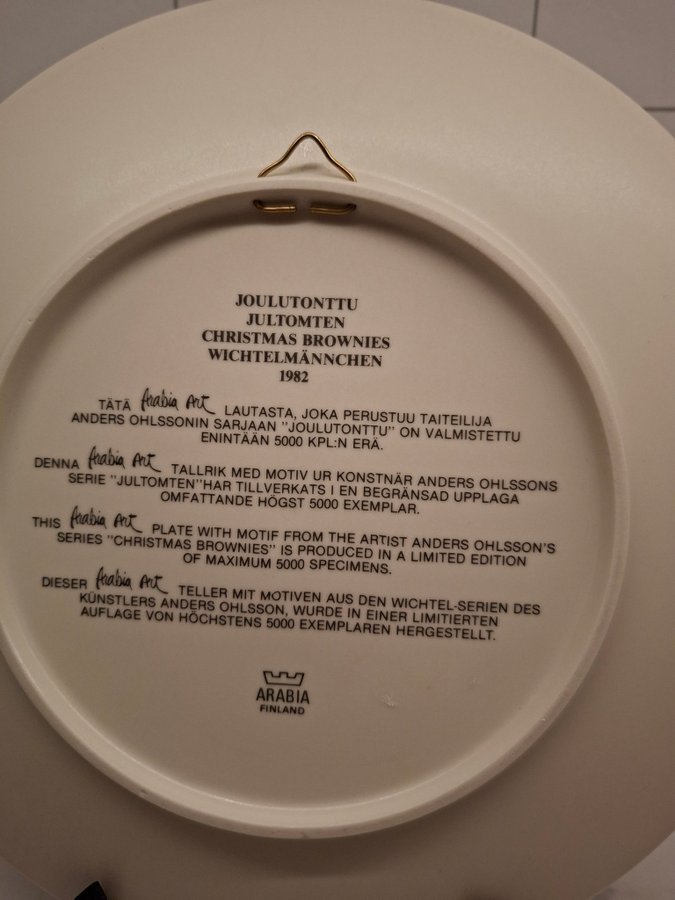 JOULUTONTTU
JULTOMTEN
CHRISTMAS BROWNIES
WICHTELMÄNNCHEN
1982
TÄTÄ Arabia Art LAUTASTA, JOKA PERUSTUU TAITEILIJA
ANDERS OHLSSONIN SARJAAN "JOULUTONTTU" ON VALMISTETTU
ENINTÄÄN 5000 KPL:N ERÄ.
DENNA Arabia Art TALLRIK MED MOTIV UR KONSTNÄR ANDERS OHLSSONS
SERIE "JULTOMTEN"HAR TILLVERKATS I EN BEGRÄNSAD UPPLAGA
OMFATTANDE HÖGST 5000 EXEMPLAR.
THIS Arabia Art PLATE WITH MOTIF FROM THE ARTIST ANDERS OHLSSON'S
SERIES "CHRISTMAS BROWNIES" IS PRODUCED IN A LIMITED EDITION
OF MAXIMUM 5000 SPECIMENS.
DIESER Arabia Art TELLER MIT MOTIVEN AUS DEN WICHTEL-SERIEN DES
KÜNSTLERS ANDERS OHLSSON, WURDE IN EINER LIMITIERTEN
AUFLAGE VON HÖCHSTENS 5000 EXEMPLAREN HERGESTELLT.
ARABIA
FINLAND